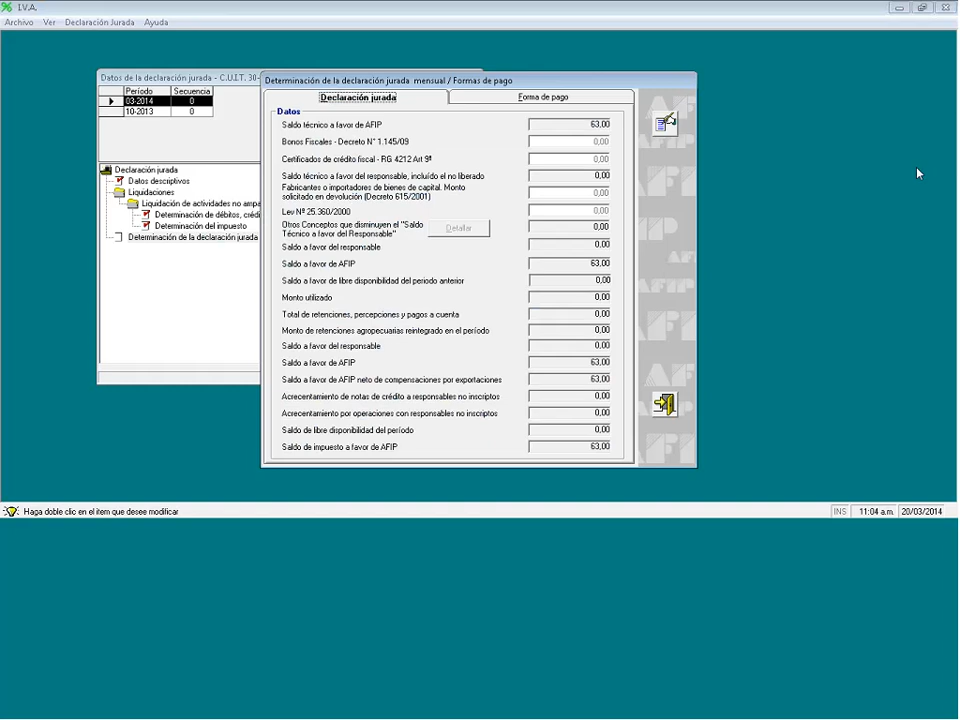 I.V.A.
Archivo Ver Declaración Jurada Ayuda
Datos de la declaración jurada - C.U.I.T. 30-
Período Secuencia
03-2014 0
10-2013 0
Declaración jurada
Datos descriptivos
Liquidaciones
Liquidación de actividades no ampa
Determinación de débitos, crédi
Determinación del impuesto
Determinación de la declaración jurada
Determinación de la declaración jurada mensual / Formas de pago
Declaración jurada Forma de pago
Datos
Saldo técnico a favor de AFIP 63,00
Bonos Fiscales - Decreto N° 1.145/09 0,00
Certificados de crédito fiscal - RG 4212 Art 9º 0,00
Saldo técnico a favor del responsable, incluído el no liberado 0,00
Fabricantes o importadores de bienes de capital. Monto
solicitado en devolución (Decreto 615/2001) 0,00
Ley Nº 25.360/2000 0,00
Otros Conceptos que disminuyen el "Saldo
Técnico a favor del Responsable" Detallar 0,00
Saldo a favor del responsable 0,00
Saldo a favor de AFIP 63,00
Saldo a favor de libre disponibilidad del periodo anterior 0,00
Monto utilizado 0,00
Total de retenciones, percepciones y pagos a cuenta 0,00
Monto de retenciones agropecuarias reintegrado en el período 0,00
Saldo a favor del responsable 0,00
Saldo a favor de AFIP 63,00
Saldo a favor de AFIP neto de compensaciones por exportaciones 63,00
Acrecentamiento de notas de crédito a responsables no inscriptos 0,00
Acrecentamiento por operaciones con responsables no inscriptos 0,00
Saldo de libre disponibilidad del período 0,00
Saldo de impuesto a favor de AFIP 63,00
AFIP
Haga doble clic en el item que desee modificar
INS 11:04 a.m. 20/03/2014